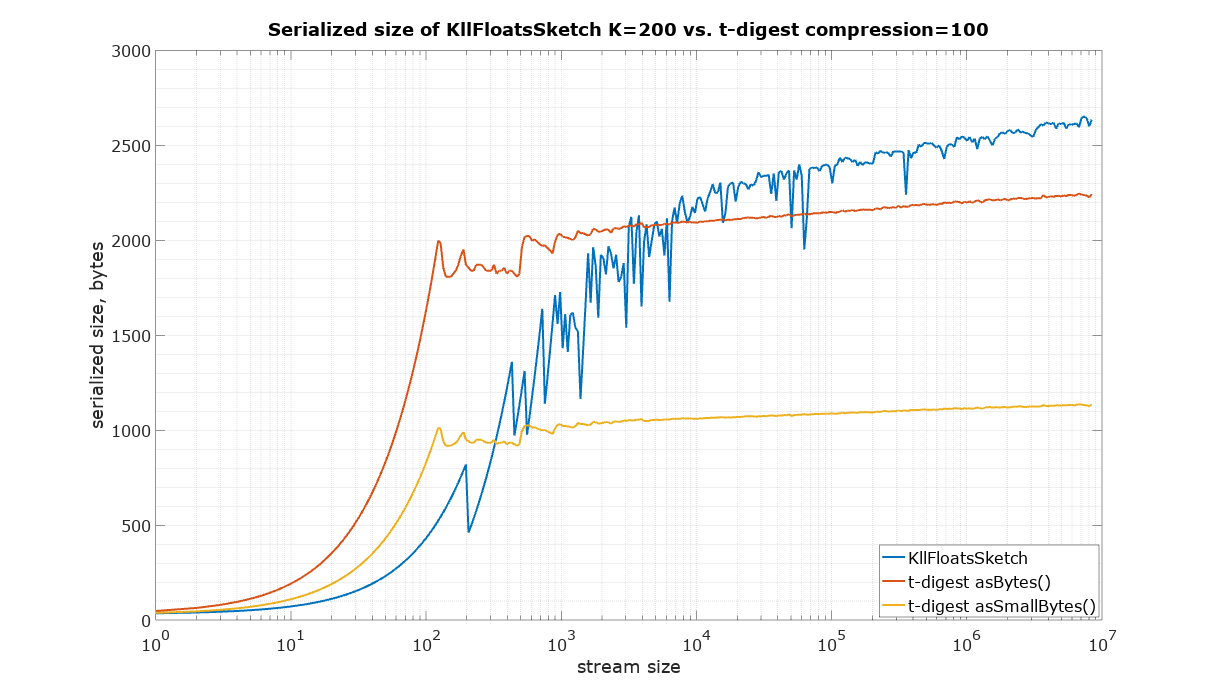 Serialized size of KllFloatsSketch K=200 vs. t-digest compression=100
serialized size, bytes
3000
2500
2000
1500
1000
500
0
10^0 10^1 10^2 10^3 10^4 10^5 10^6 10^7
stream size
KllFloatsSketch
t-digest asBytes()
t-digest asSmallBytes()